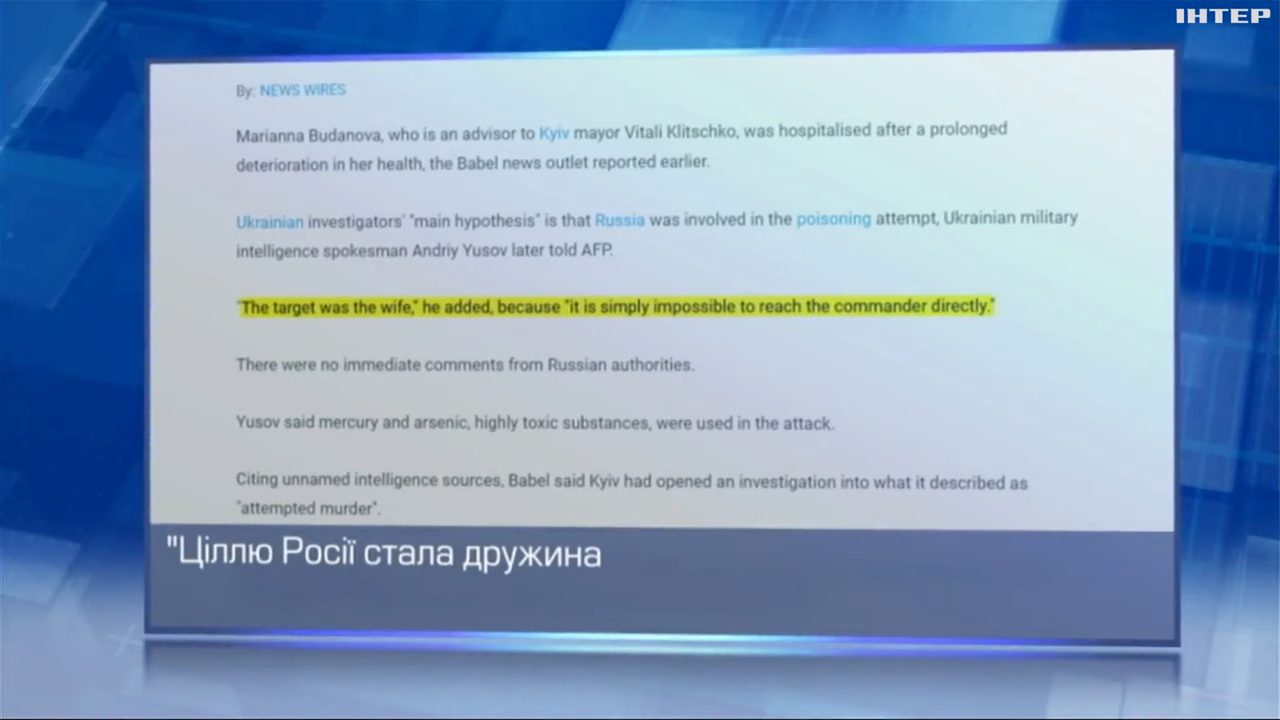 ІНТЕР
By: NEWS WIRES
Marianna Budanova, who is an advisor to Kyiv mayor Vitali Klitschko, was hospitalised after a prolonged
deterioration in her health, the Babel news outlet reported earlier.
Ukrainian investigators' "main hypothesis" is that Russia was involved in the poisoning attempt, Ukrainian military
intelligence spokesman Andriy Yusov later told AFP.
"The target was the wife," he added, because "it is simply impossible to reach the commander directly."
There were no immediate comments from Russian authorities.
Yusov said mercury and arsenic, highly toxic substances, were used in the attack.
Citing unnamed intelligence sources, Babel said Kyiv had opened an investigation into what it described as
"attempted murder".
"Ціллю Росії стала дружина